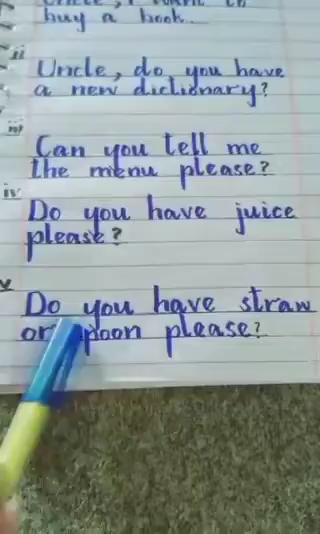 buy a book.
ii Uncle, do you have
a new dictionary?
iii Can you tell me
the menu please?
iv Do you have juice
please?
v Do you have straw
or spoon please?